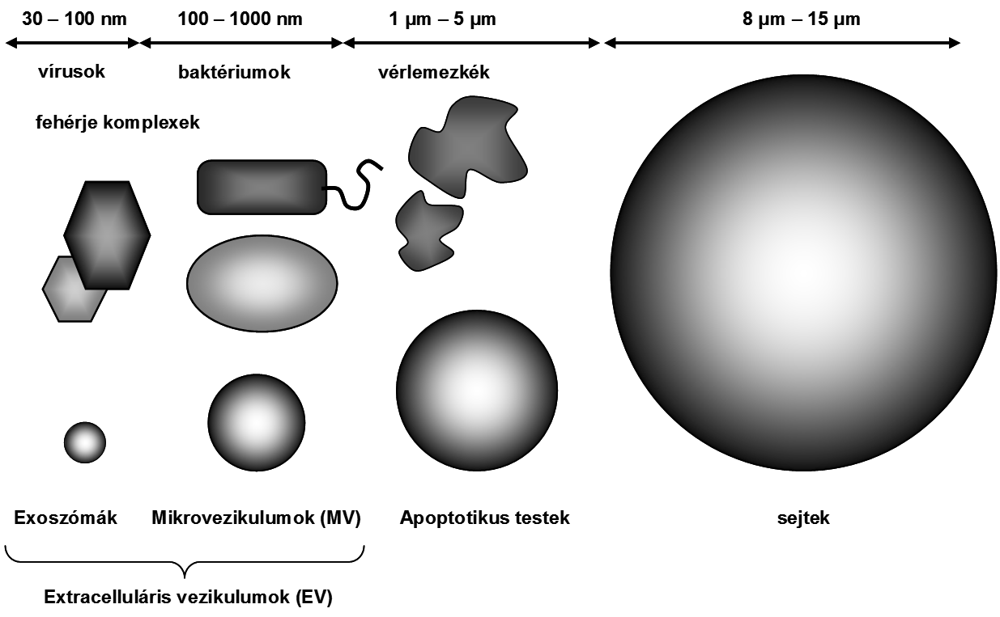 30 – 100 nm
100 - 1000 nm
1 µm – 5 µm
8 µm – 15 µm
vírusok
baktériumok
vérlemezkék
fehérje komplexek
Exoszómák
Mikrovezikulumok (MV)
Apoptotikus testek
sejtek
Extracelluláris vezikulumok (EV)